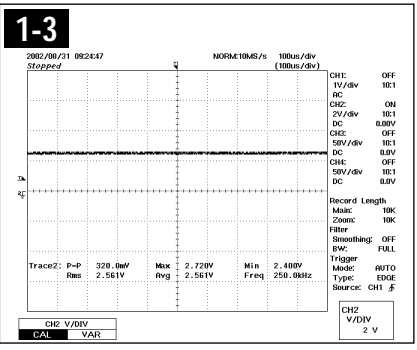 1-3
2002/08/31 09:24:47 NORM:10MS/s 100us/div
Stopped (100us/div)
CH1: OFF
1V/div 10:1
AC
CH2: ON
2V/div 10:1
DC 0.00V
CH3: OFF
50V/div 10:1
DC 0.0V
CH4: OFF
50V/div 10:1
DC 0.0V
Record Length
Main: 10K
Zoom: 10K
Filter
Smoothing: OFF
BW: FULL
Trigger
Mode: AUTO
Type: EDGE
Source: CH1
Trace2: P-P 320.0mV Max 2.720V Min 2.400V
Rms 2.561V Avg 2.561V Freq 250.0kHz
CH2 V/DIV
CAL VAR
CH2
V/DIV
2 V